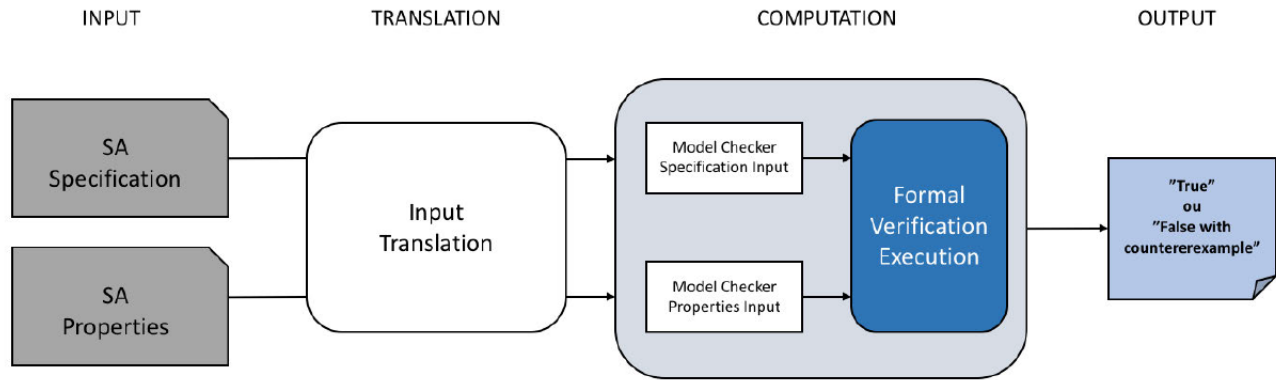 INPUT
TRANSLATION
COMPUTATION
OUTPUT
SA
Specification
SA
Properties
Input
Translation
Model Checker
Specification Input
Model Checker
Properties Input
Formal
Verification
Execution
”True”
ou
”False with
countererexample”